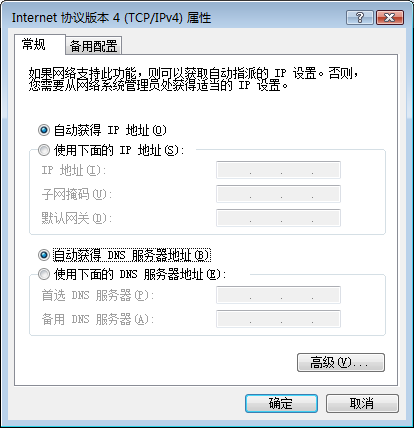 Internet 协议版本 4 (TCP/IPv4) 属性
常规 备用配置
如果网络支持此功能，则可以获取自动指派的 IP 设置。否则，
您需要从网络系统管理员处获得适当的 IP 设置。
自动获得 IP 地址(O)
使用下面的 IP 地址(S):
IP 地址(I):
子网掩码(U):
默认网关(D):
自动获得 DNS 服务器地址(B)
使用下面的 DNS 服务器地址(E):
首选 DNS 服务器(P):
备用 DNS 服务器(A):
高级(V)...
确定 取消